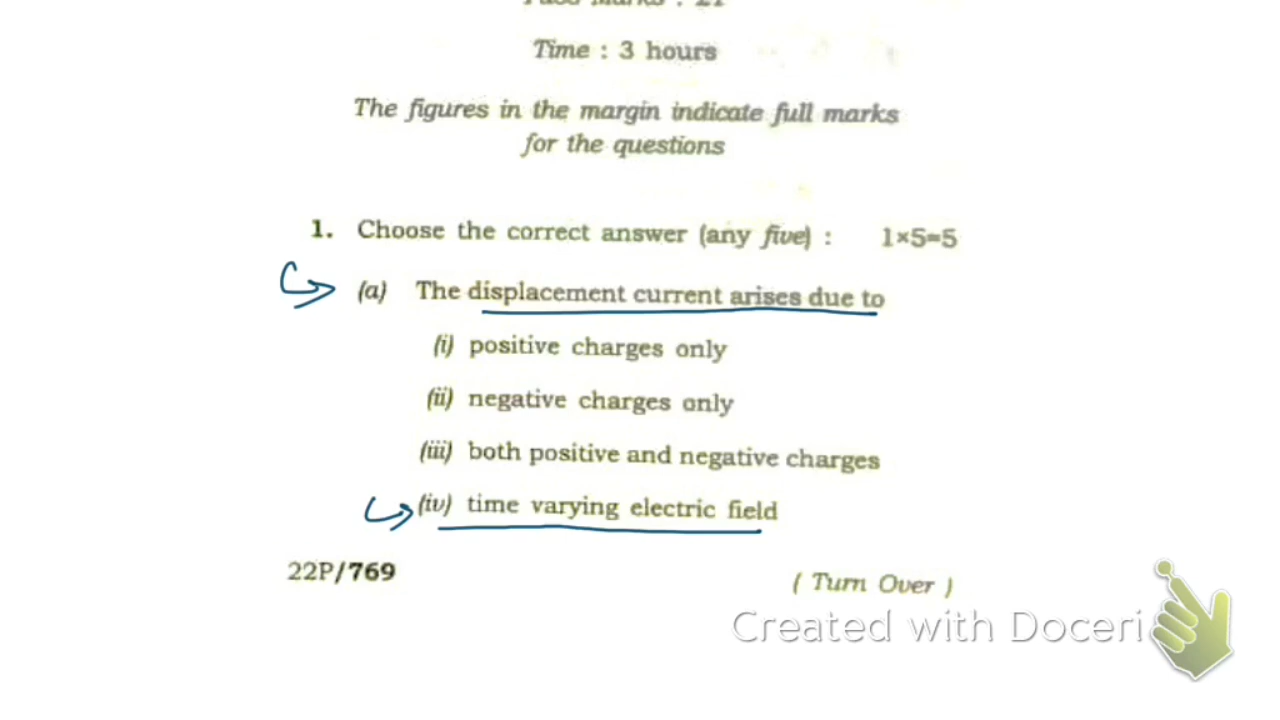 Time : 3 hours
The figures in the margin indicate full marks
for the questions
1. Choose the correct answer (any five) : 1×5=5
(a) The displacement current arises due to
(i) positive charges only
(ii) negative charges only
(iii) both positive and negative charges
(iv) time varying electric field
22P/769
( Turn Over )
Created with Doceri